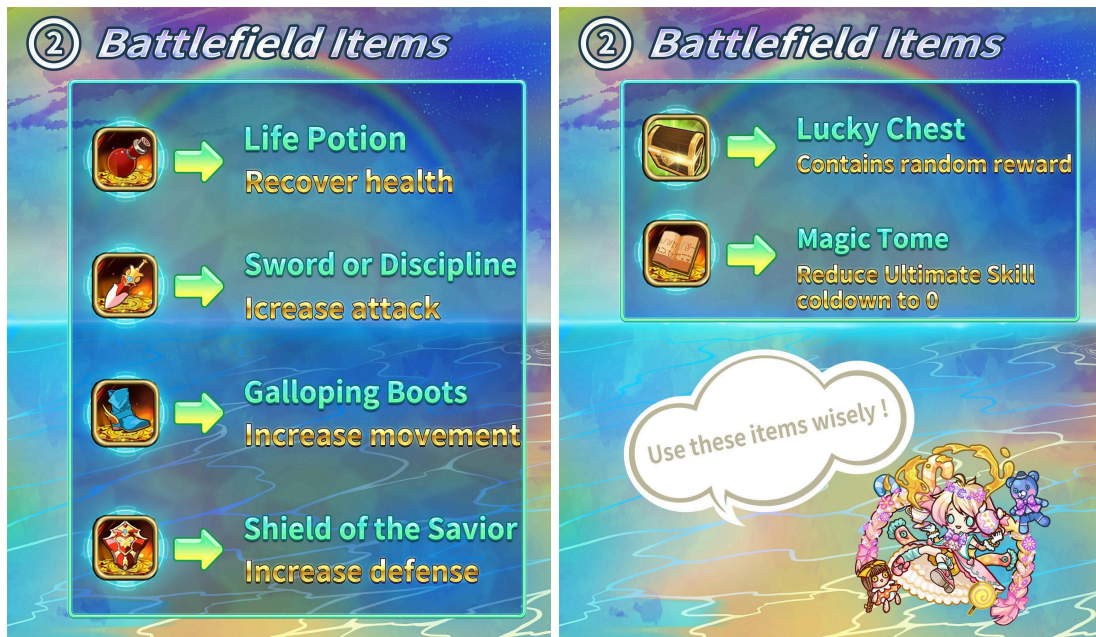 2 Battlefield Items
Life Potion
Recover health
Sword or Discipline
Icrease attack
Galloping Boots
Increase movement
Shield of the Savior
Increase defense
2 Battlefield Items
Lucky Chest
Contains random reward
Magic Tome
Reduce Ultimate Skill
coldown to 0
Use these items wisely !